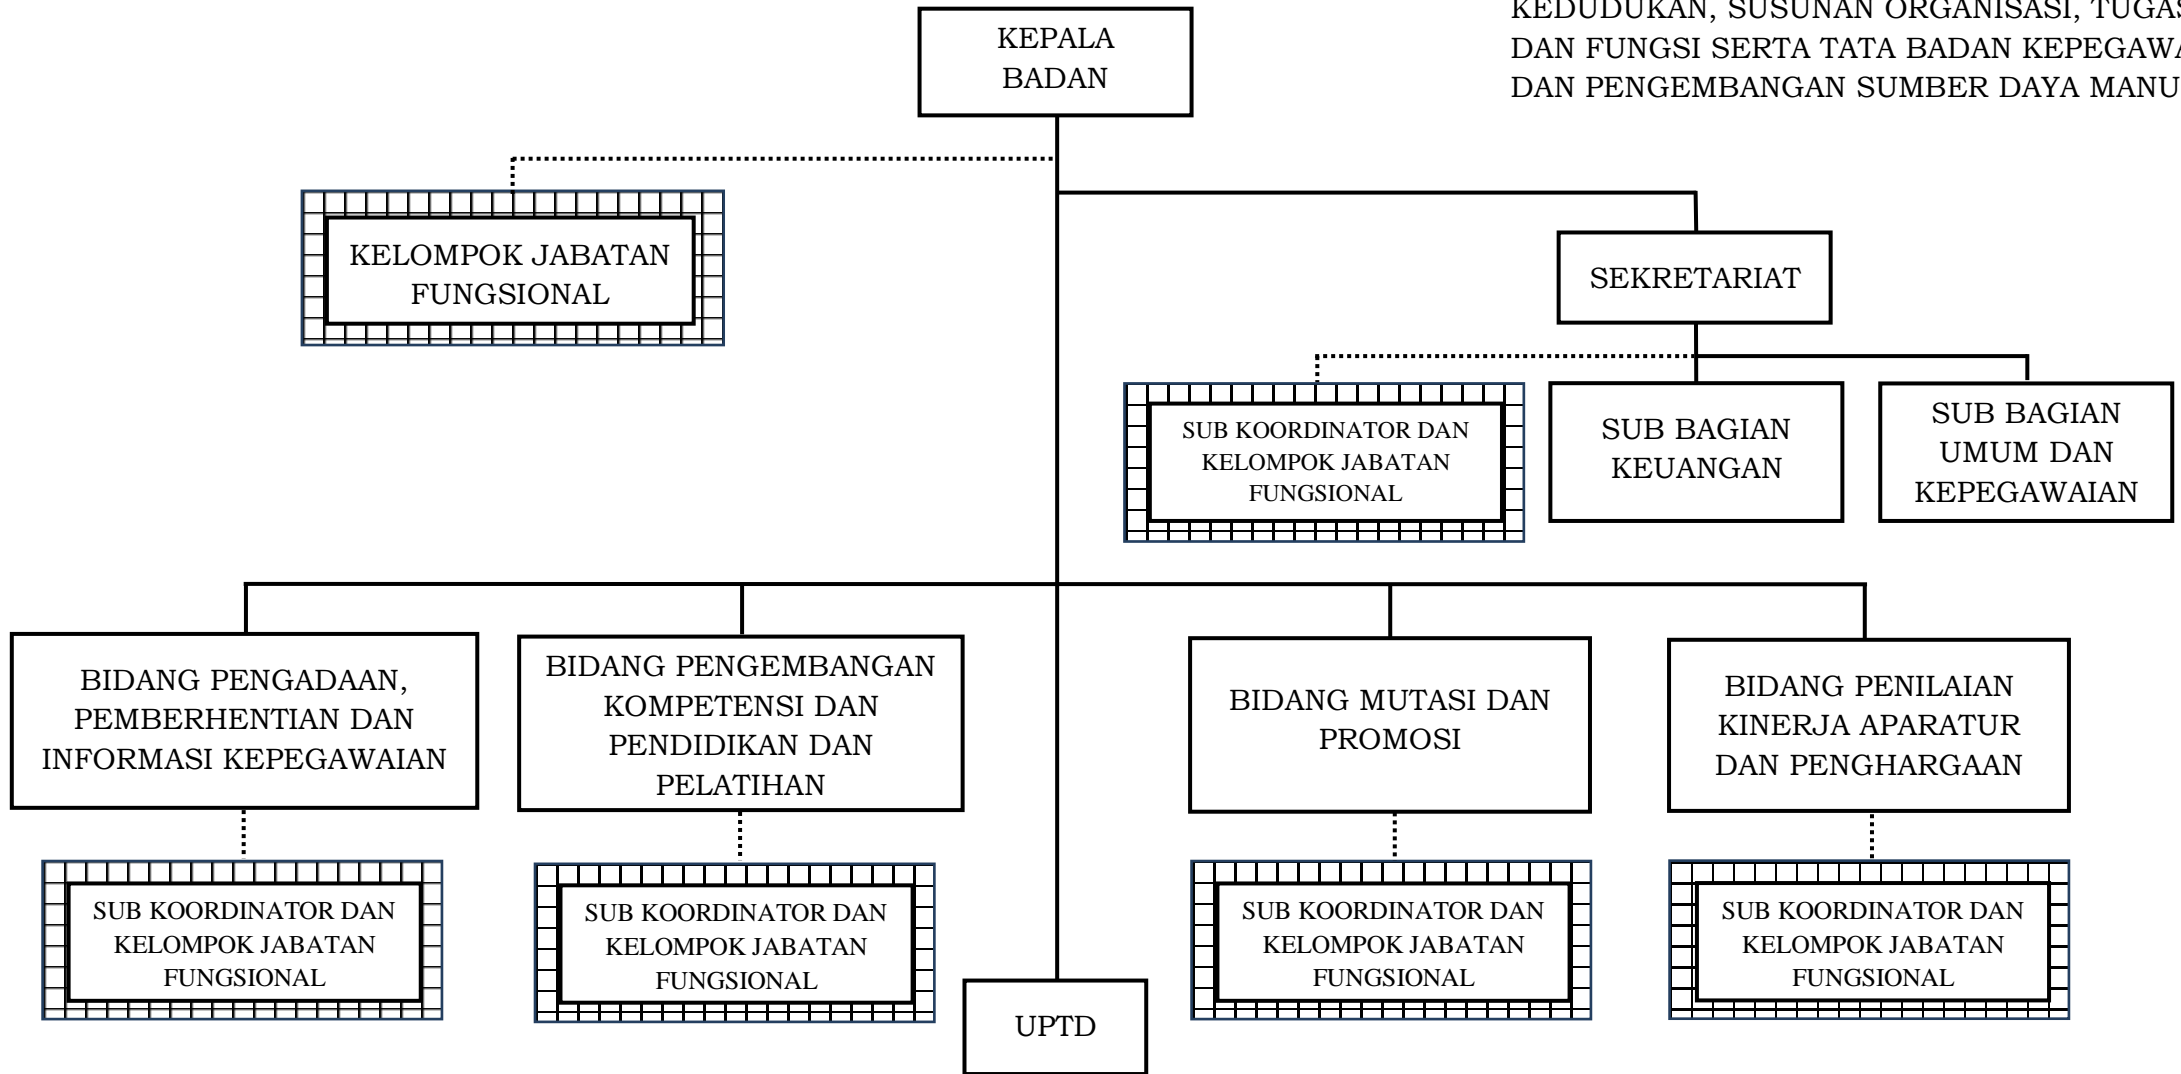 KEPALA
BADAN
KEDUDUKAN, SUSUNAN ORGANISASI, TUGAS
DAN FUNGSI SERTA TATA BADAN KEPEGAWA
DAN PENGEMBANGAN SUMBER DAYA MANU
KELOMPOK JABATAN
FUNGSIONAL
SEKRETARIAT
SUB KOORDINATOR DAN
KELOMPOK JABATAN
FUNGSIONAL
SUB BAGIAN
KEUANGAN
SUB BAGIAN
UMUM DAN
KEPEGAWAIAN
BIDANG PENGADAAN,
PEMBERHENTIAN DAN
INFORMASI KEPEGAWAIAN
BIDANG PENGEMBANGAN
KOMPETENSI DAN
PENDIDIKAN DAN
PELATIHAN
BIDANG MUTASI DAN
PROMOSI
BIDANG PENILAIAN
KINERJA APARATUR
DAN PENGHARGAAN
SUB KOORDINATOR DAN
KELOMPOK JABATAN
FUNGSIONAL
SUB KOORDINATOR DAN
KELOMPOK JABATAN
FUNGSIONAL
SUB KOORDINATOR DAN
KELOMPOK JABATAN
FUNGSIONAL
SUB KOORDINATOR DAN
KELOMPOK JABATAN
FUNGSIONAL
UPTD